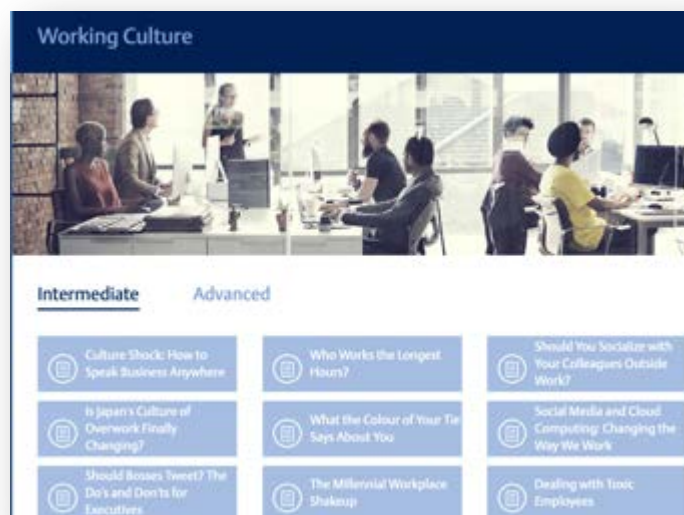 Working Culture
Intermediate
Advanced
Culture Shock: How to
Speak Business Anywhere
Who Works the Longest
Hours?
Should You Socialize with
Your Colleagues Outside
Work?
Is Japan's Culture of
Overwork Finally
Changing?
What the Colour of Your Tie
Says About You
Social Media and Cloud
Computing: Changing the
Way We Work
Should Bosses Tweet? The
Do's and Don'ts for
Executives
The Millennial Workplace
Shakeup
Dealing with Toxic
Employees